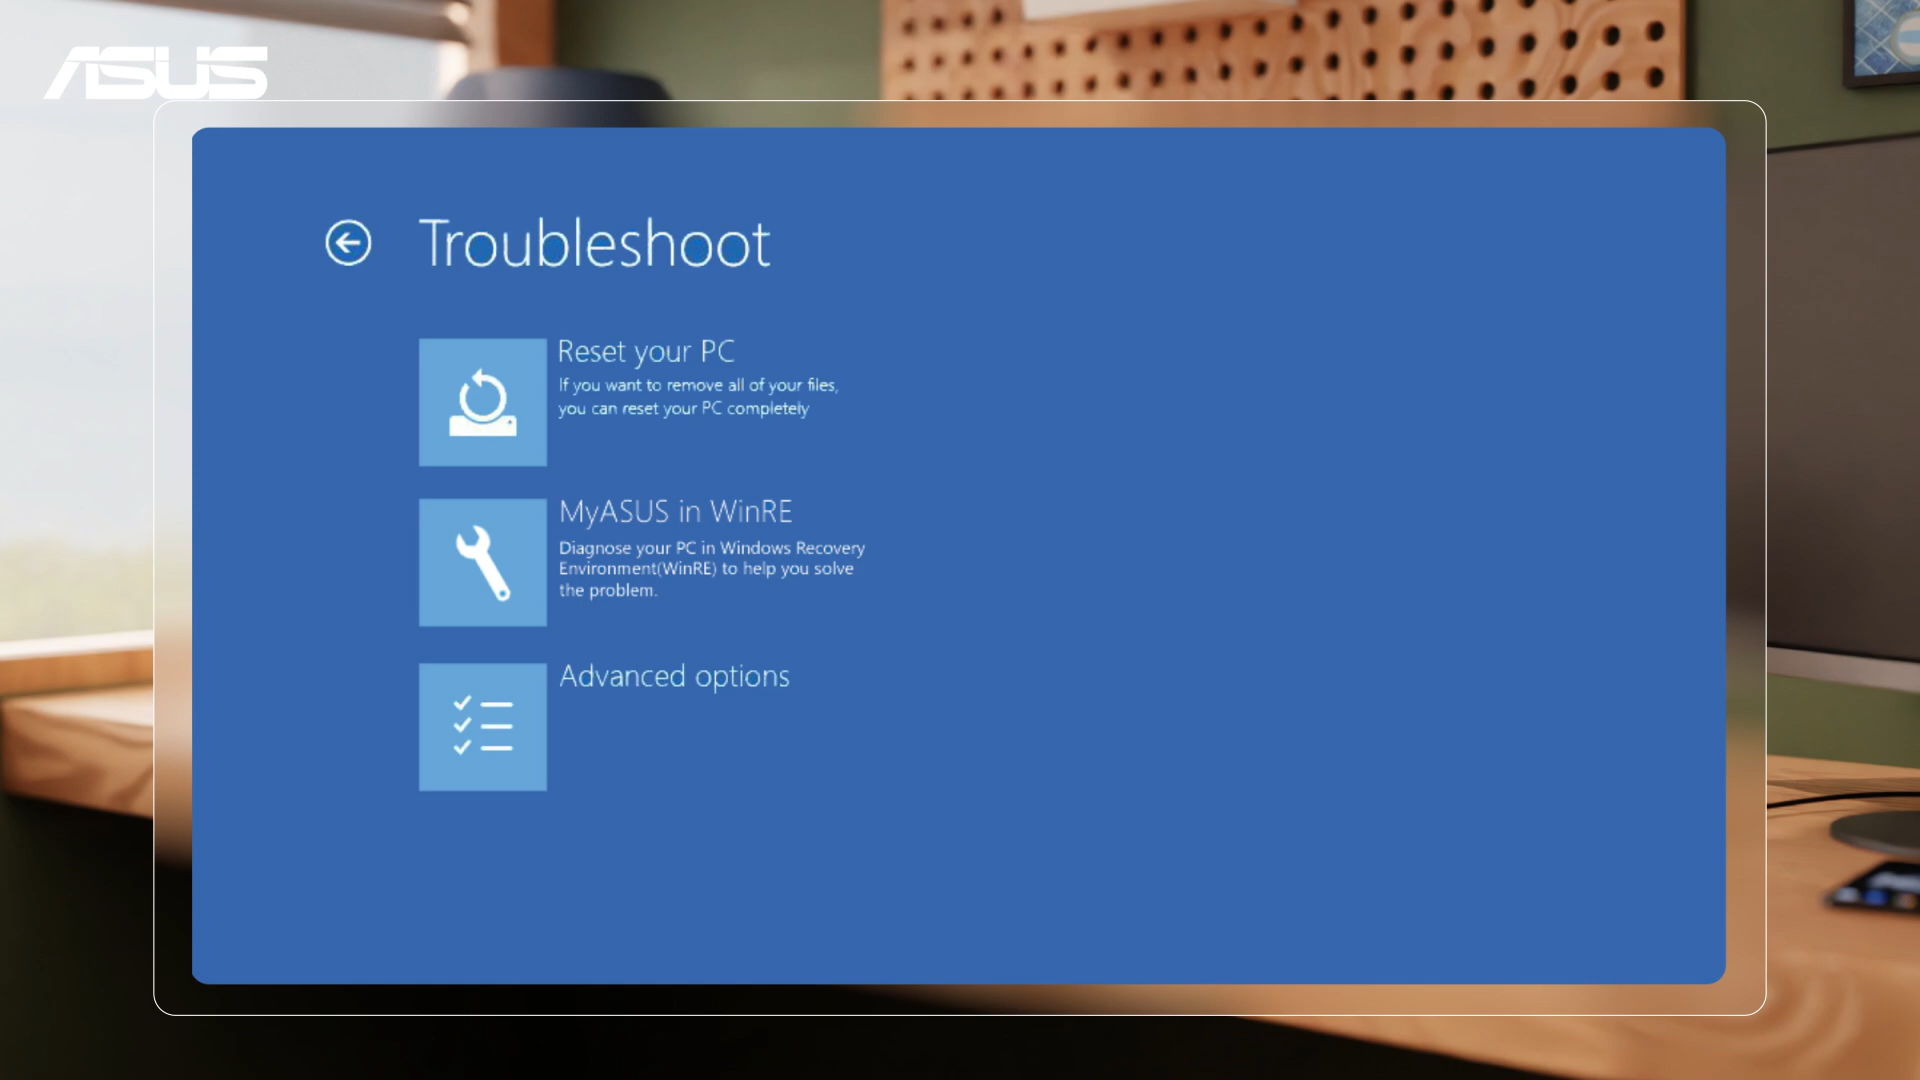 ASUS
Troubleshoot
Reset your PC
If you want to remove all of your files,
you can reset your PC completely
MyASUS in WinRE
Diagnose your PC in Windows Recovery
Environment(WinRE) to help you solve
the problem.
Advanced options